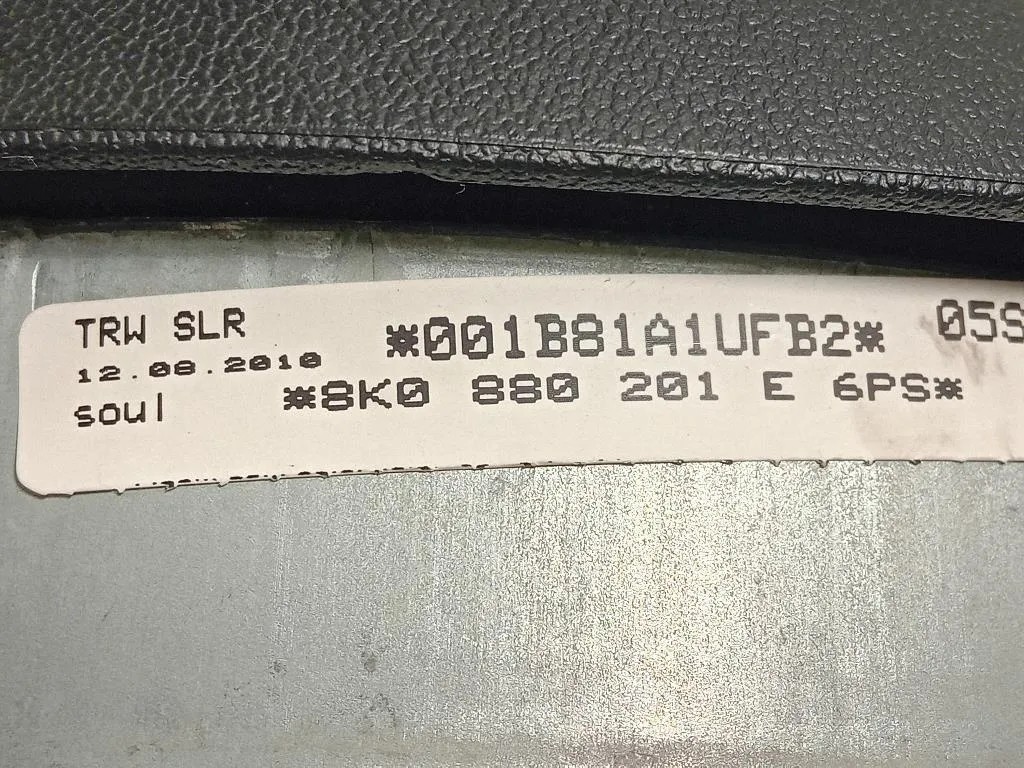 TRW SLR *001B81A1UFB2* 05S
12.08.2010
soul *8K0 880 201 E 6PS*